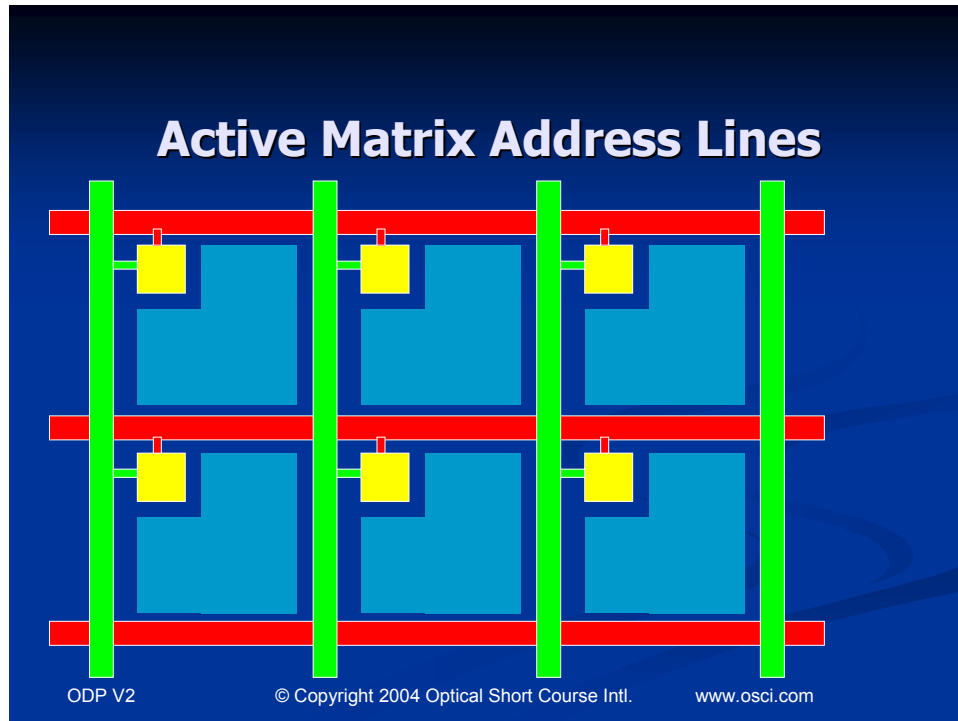 Active Matrix Address Lines
ODP V2 © Copyright 2004 Optical Short Course Intl. www.osci.com